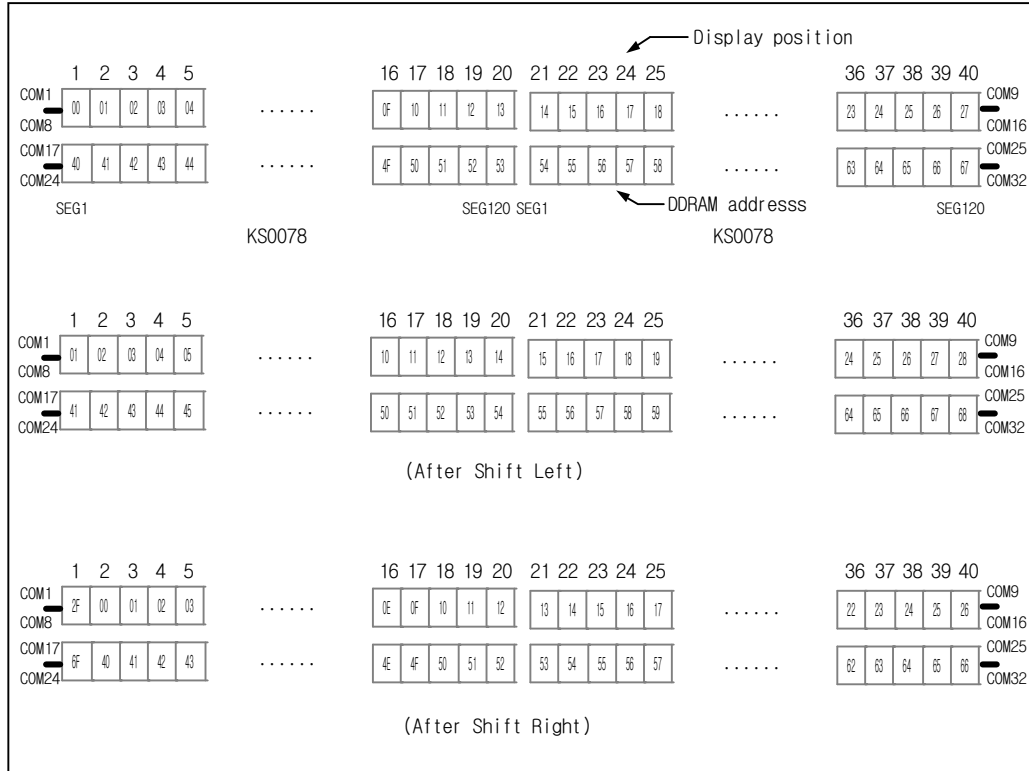 Display position
1 2 3 4 5 16 17 18 19 20 21 22 23 24 25 36 37 38 39 40
COM1 COM9
00 01 02 03 04 ...... 0F 10 11 12 13 14 15 16 17 18 ...... 23 24 25 26 27
COM8 COM16
COM17 COM25
40 41 42 43 44 ...... 4F 50 51 52 53 54 55 56 57 58 ...... 63 64 65 66 67
COM24 COM32
SEG1 SEG120 SEG1 DDRAM addresss SEG120
KS0078 KS0078
1 2 3 4 5 16 17 18 19 20 21 22 23 24 25 36 37 38 39 40
COM1 COM9
01 02 03 04 05 ...... 10 11 12 13 14 15 16 17 18 19 ...... 24 25 26 27 28
COM8 COM16
COM17 COM25
41 42 43 44 45 ...... 50 51 52 53 54 55 56 57 58 59 ...... 64 65 66 67 68
COM24 COM32
(After Shift Left)
1 2 3 4 5 16 17 18 19 20 21 22 23 24 25 36 37 38 39 40
COM1 COM9
2F 00 01 02 03 ...... 0E 0F 10 11 12 13 14 15 16 17 ...... 22 23 24 25 26
COM8 COM16
COM17 COM25
6F 40 41 42 43 ...... 4E 4F 50 51 52 53 54 55 56 57 ...... 62 63 64 65 66
COM24 COM32
(After Shift Right)